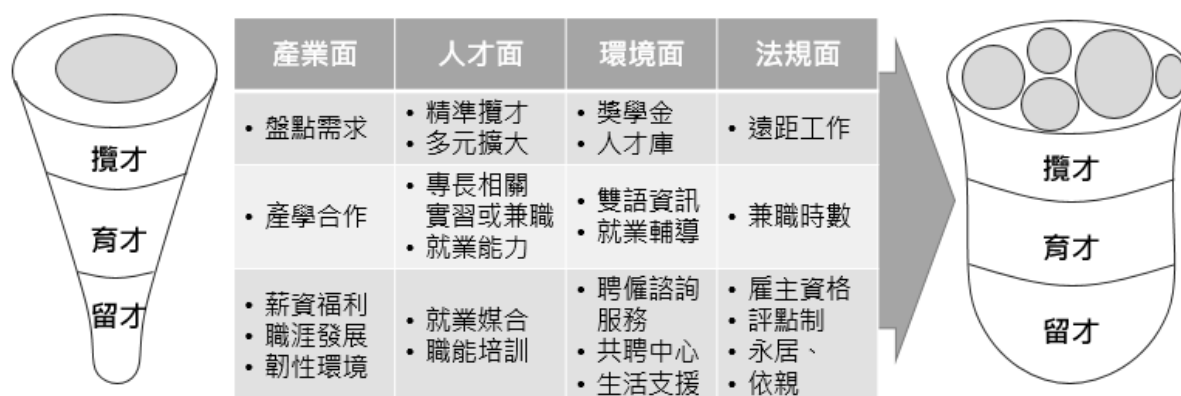 攬才
育才
留才
產業面 人才面 環境面 法規面
• 盤點需求
• 精準攬才
• 多元擴大
• 獎學金
• 人才庫
• 遠距工作
• 產學合作
• 專長相關
實習或兼職
• 就業能力
• 雙語資訊
• 就業輔導
• 兼職時數
• 薪資福利
• 職涯發展
• 韌性環境
• 就業媒合
• 職能培訓
• 聘僱諮詢
服務
• 共聘中心
• 生活支援
• 雇主資格
• 評點制
• 永居、
• 依親
攬才
育才
留才